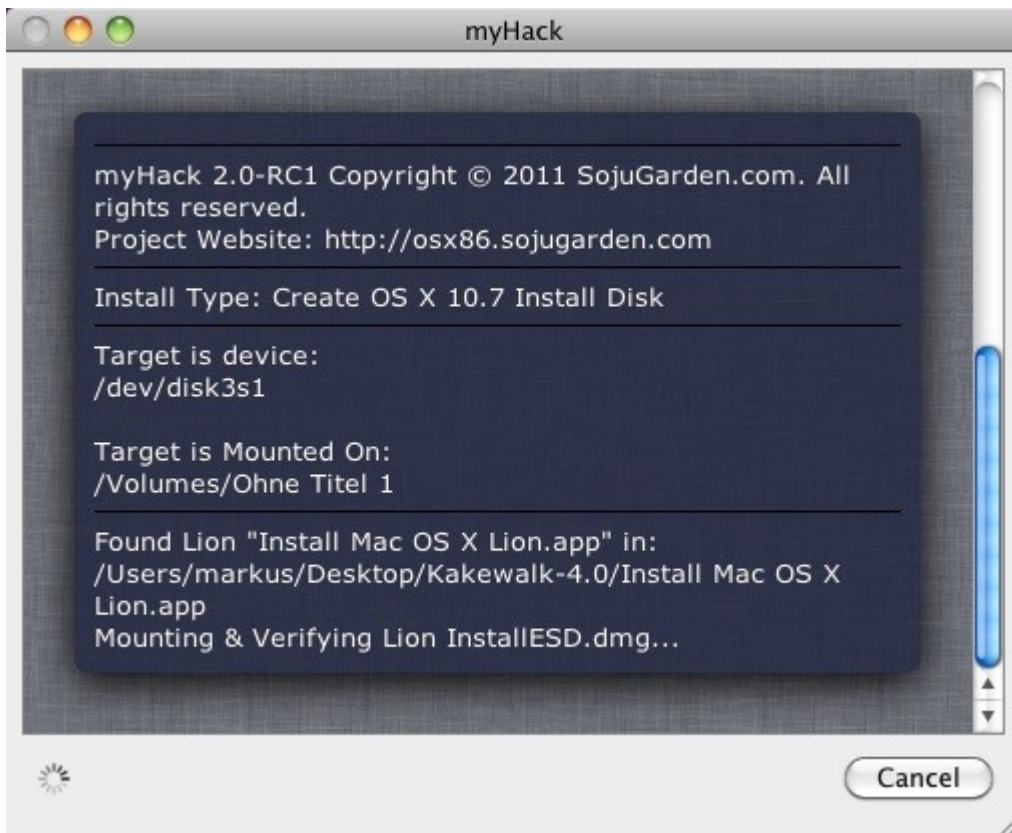 myHack
myHack 2.0-RC1 Copyright © 2011 SojuGarden.com. All
rights reserved.
Project Website: http://osx86.sojugarden.com
Install Type: Create OS X 10.7 Install Disk
Target is device:
/dev/disk3s1
Target is Mounted On:
/Volumes/Ohne Titel 1
Found Lion "Install Mac OS X Lion.app" in:
/Users/markus/Desktop/Kakewalk-4.0/Install Mac OS X
Lion.app
Mounting & Verifying Lion InstallESD.dmg...
Cancel